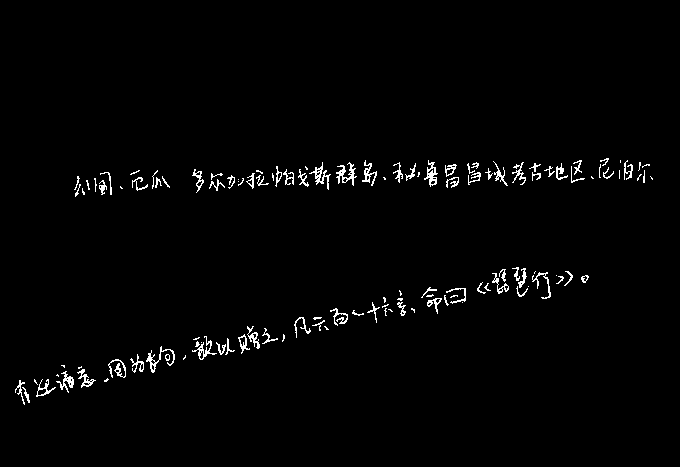 公园、厄瓜 多尔加拉帕戈斯群岛、秘鲁昌昌城考古地区、尼泊尔
有迁谪意。因为长句，歌以赠之，凡六百一十六言，命曰《琵琶行》。